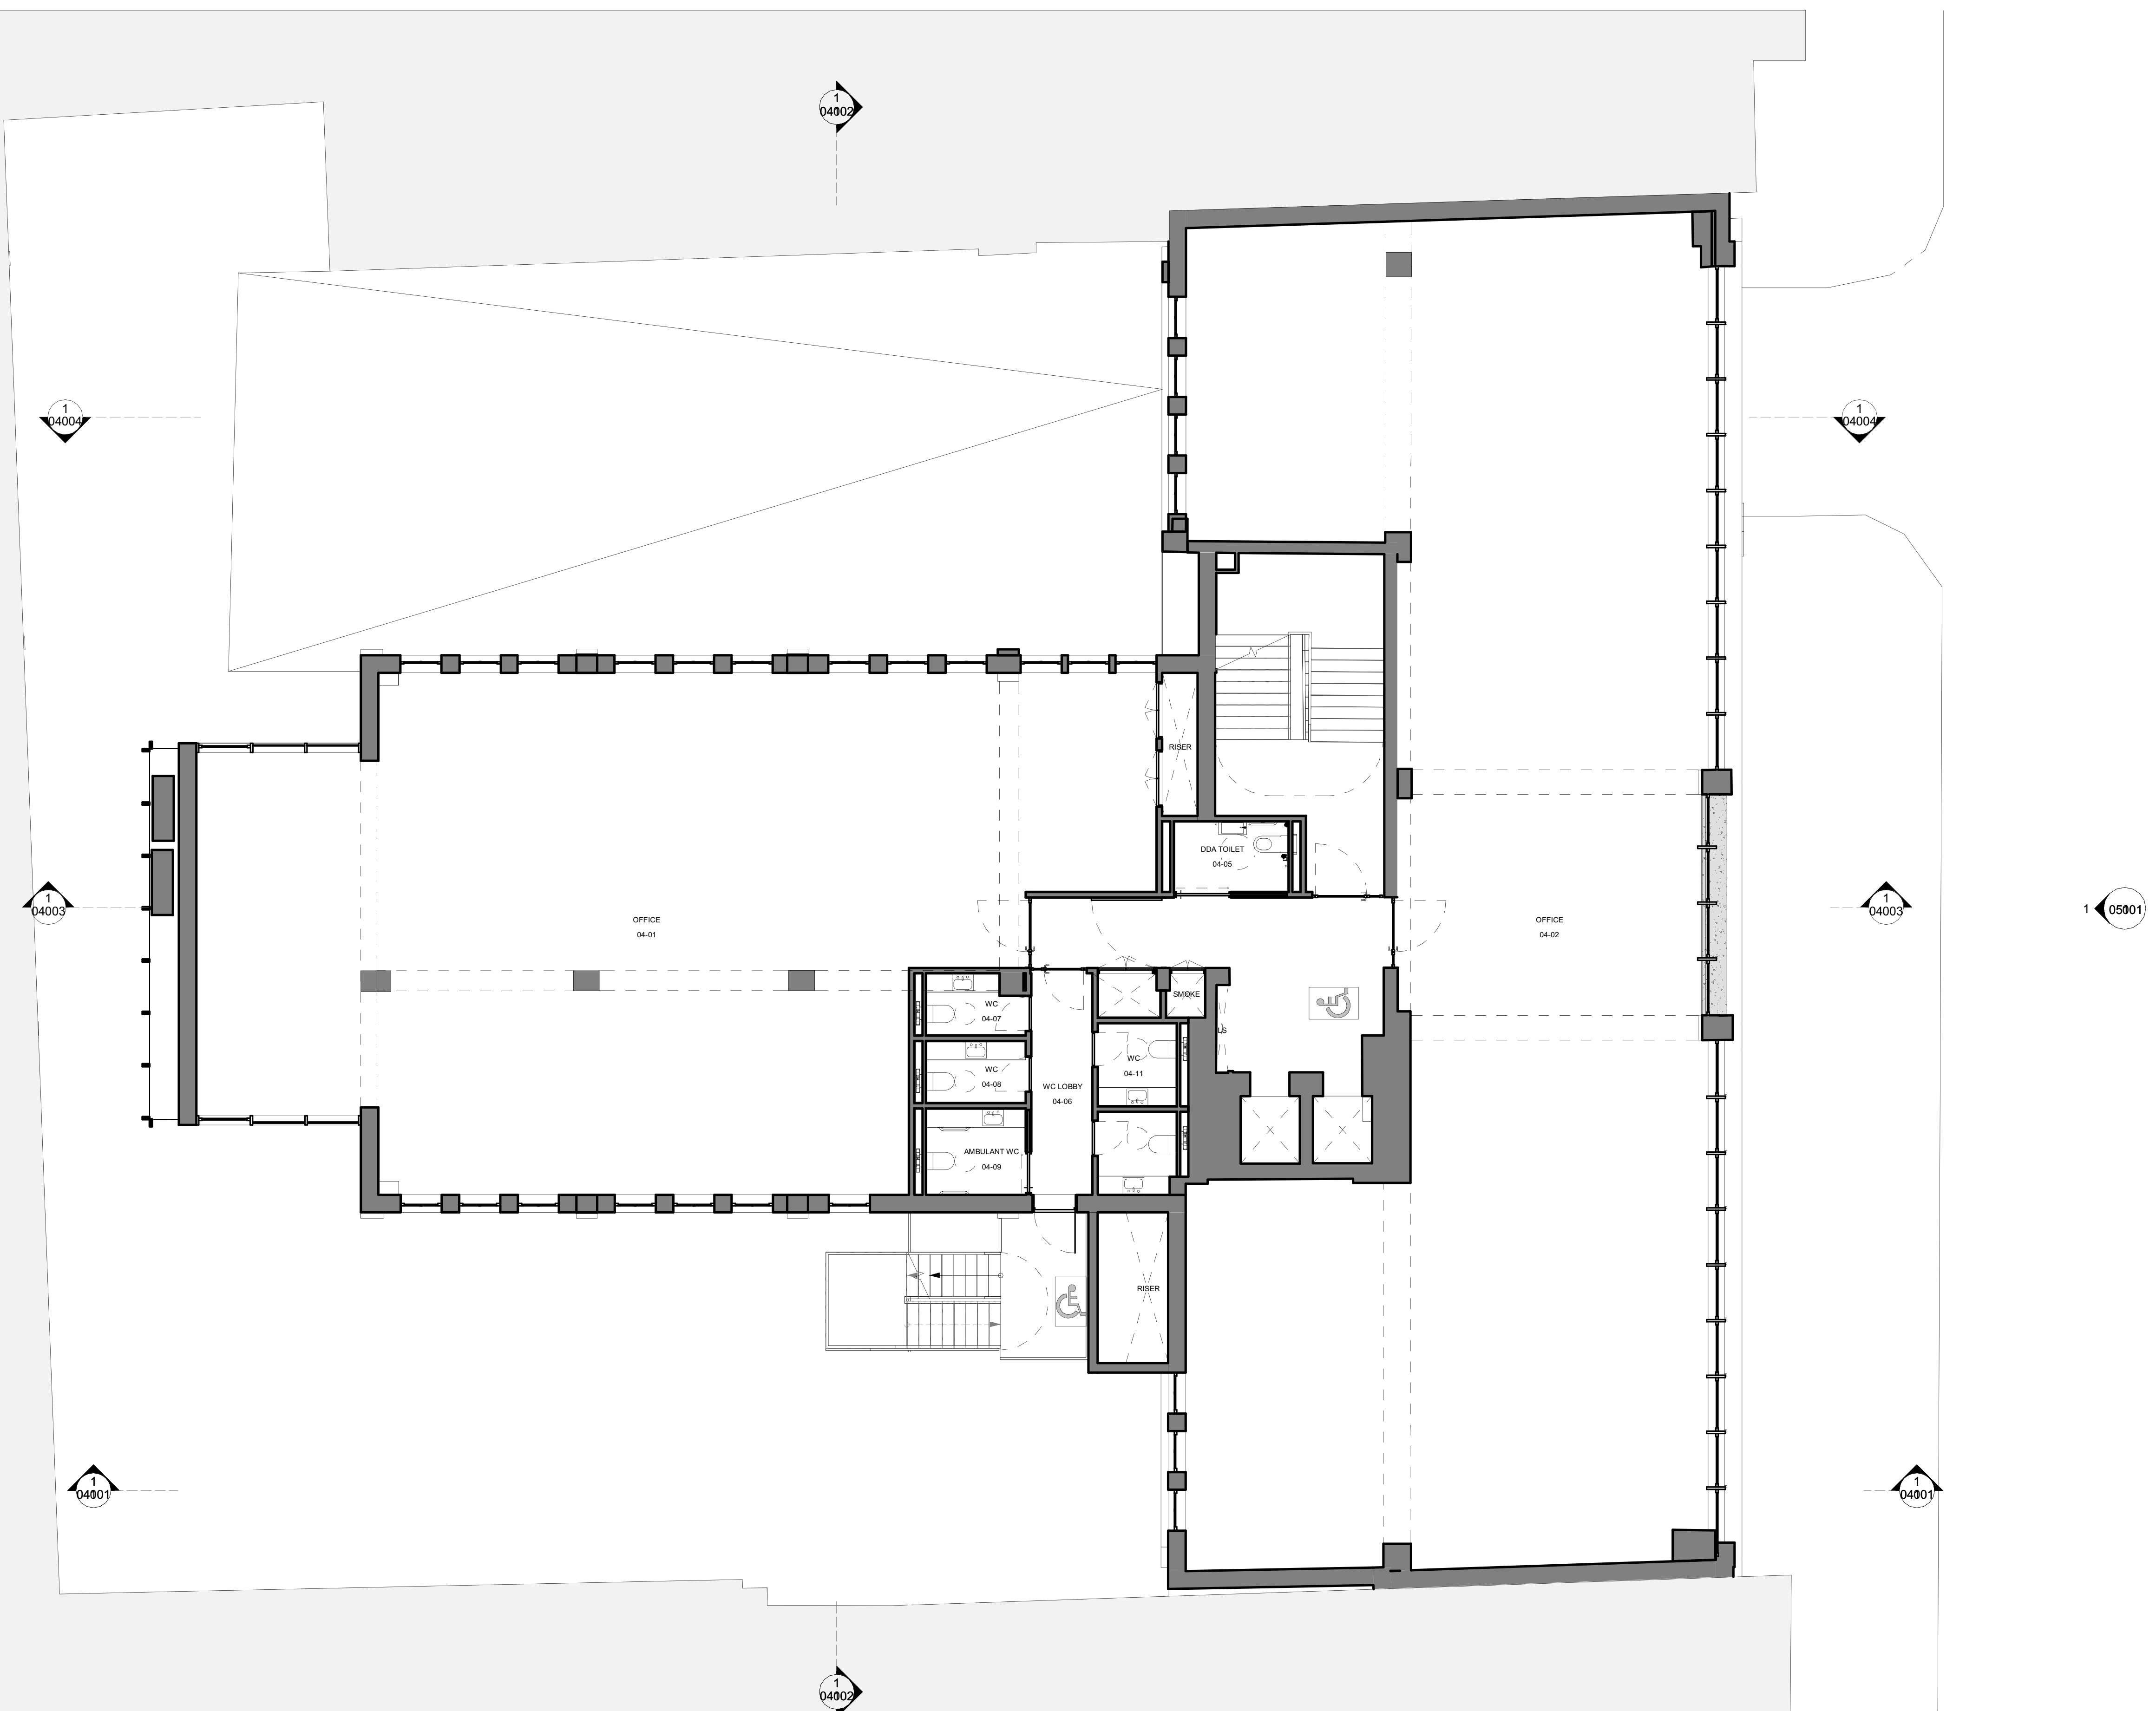 1
04002
1
04004
1
04004
RISER
DDA TOILET
04-05
1
04003
OFFICE
04-01
OFFICE
04-02
1
04003
1
05001
SMOKE
WC
04-07
LS
WC
04-08
WC
04-11
WC LOBBY
04-06
AMBULANT WC
04-09
RISER
1
04001
1
04001
1
04002